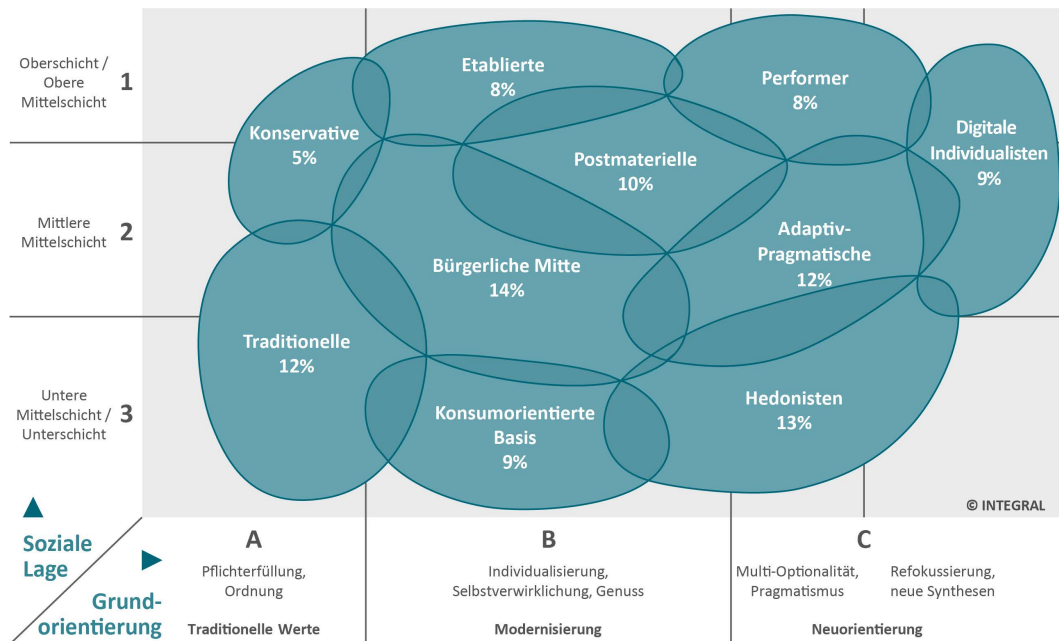 Oberschicht /
Obere
Mittelschicht
1
Etablierte
8%
Performer
8%
Konservative
5%
Digitale
Individualisten
9%
Postmaterielle
10%
Mittlere
Mittelschicht
2
Adaptiv-
Pragmatische
12%
Bürgerliche Mitte
14%
Traditionelle
12%
Untere
Mittelschicht /
Unterschicht
3
Konsumorientierte
Basis
9%
Hedonisten
13%
© INTEGRAL
Soziale
Lage
Grund-
orientierung
A
Pflichterfüllung,
Ordnung
Traditionelle Werte
B
Individualisierung,
Selbstverwirklichung, Genuss
Modernisierung
C
Multi-Optionalität,
Pragmatismus
Refokussierung,
neue Synthesen
Neuorientierung